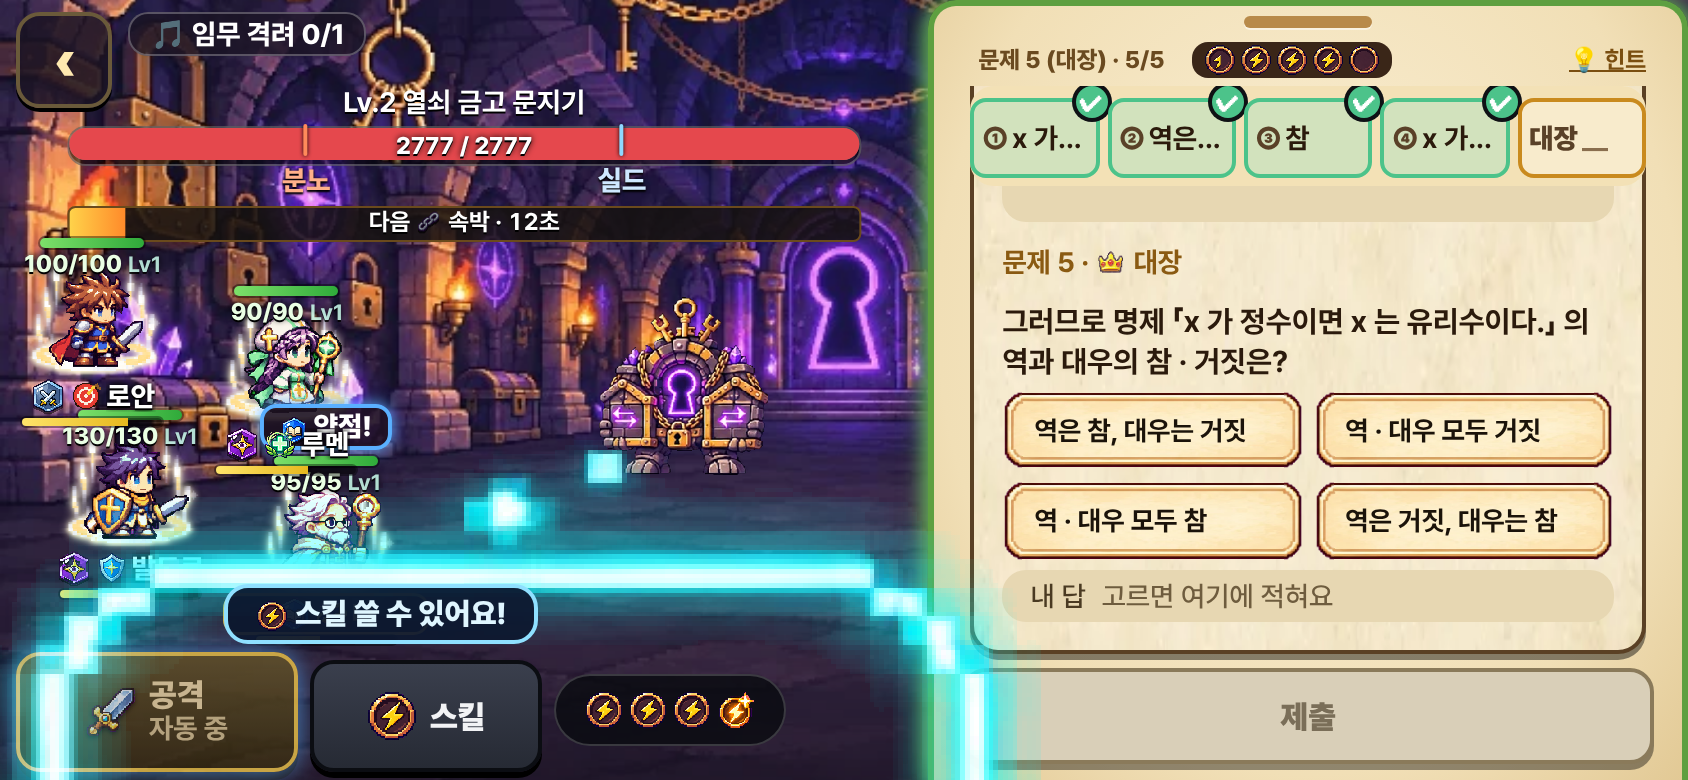 임무 격려 0/1
Lv.2 열쇠 금고 문지기
2777 / 2777
분노
실드
다음 속박 · 12초
100/100 Lv1
90/90 Lv1
로안
130/130 Lv1
약점!
루멘
95/95 Lv1
스킬 쓸 수 있어요!
공격
자동 중
스킬
문제 5 (대장) · 5/5
힌트
① x 가...
② 역은...
③ 참
④ x 가...
대장 __
문제 5 · 대장
그러므로 명제 『x 가 정수이면 x 는 유리수이다.』 의
역과 대우의 참 · 거짓은?
역은 참, 대우는 거짓
역 · 대우 모두 거짓
역 · 대우 모두 참
역은 거짓, 대우는 참
내 답 고르면 여기에 적혀요
제출